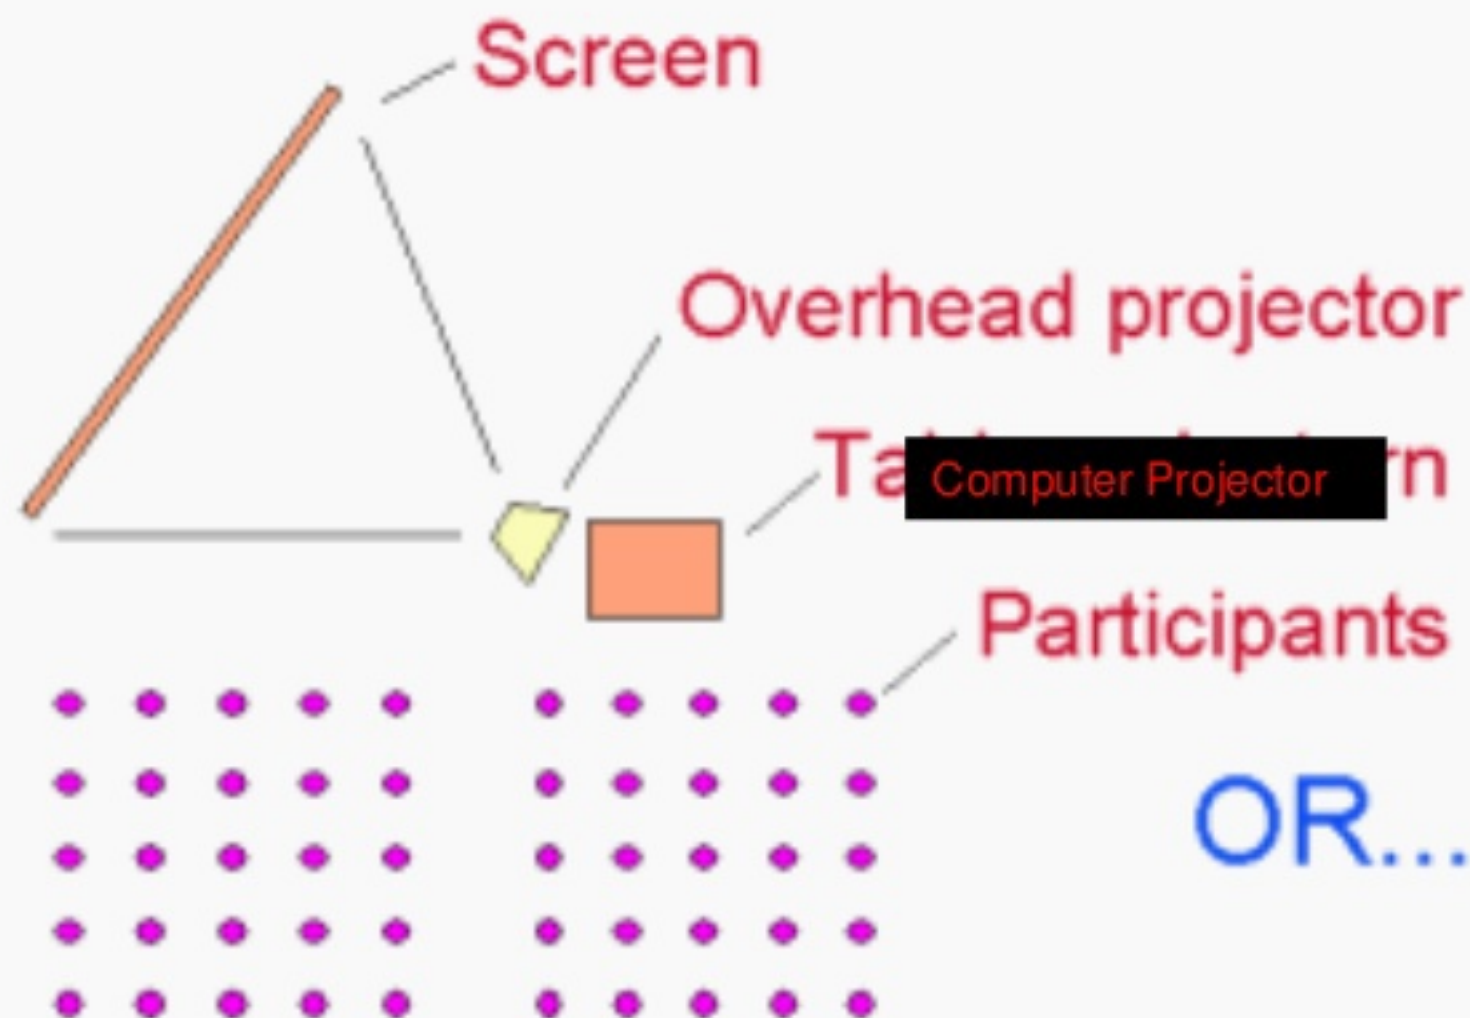 Screen
Overhead projector
Computer Projector
Participants
OR...